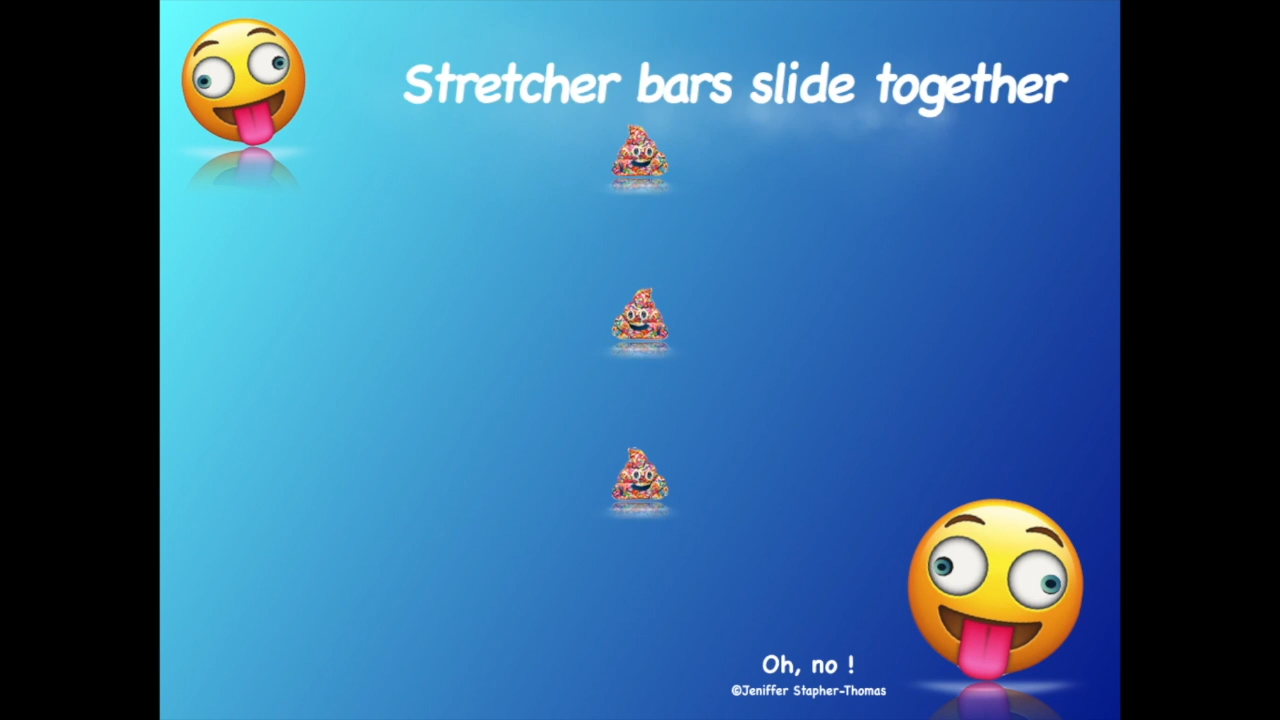 Stretcher bars slide together
Oh, no !
©Jeniffer Stapher-Thomas